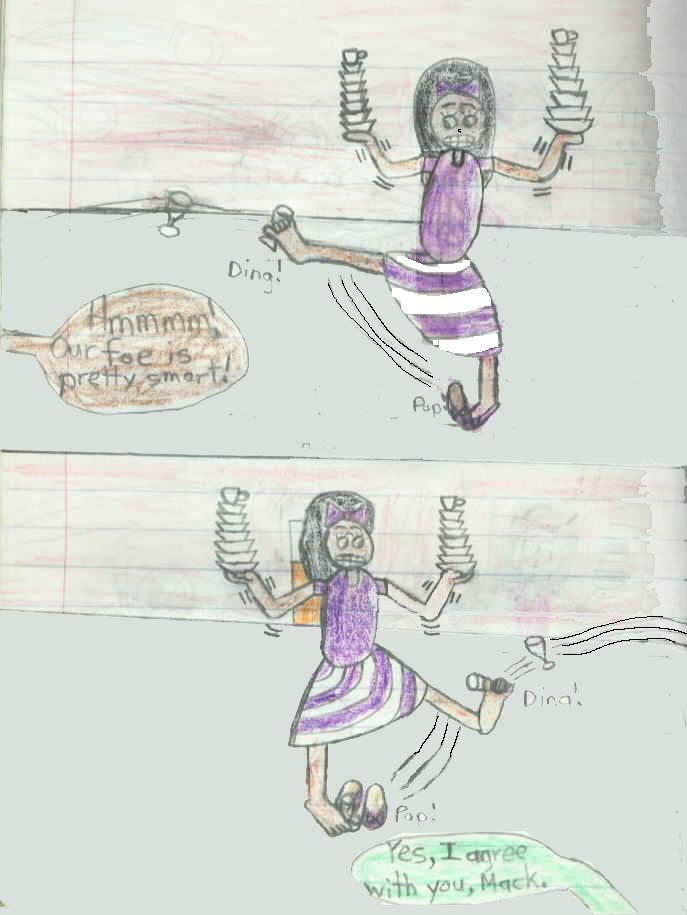 Ding!
Hmmmm!
Our foe is
pretty smart!
Pop
Ding!
Pop!
Yes, I agree
with you, Mack.